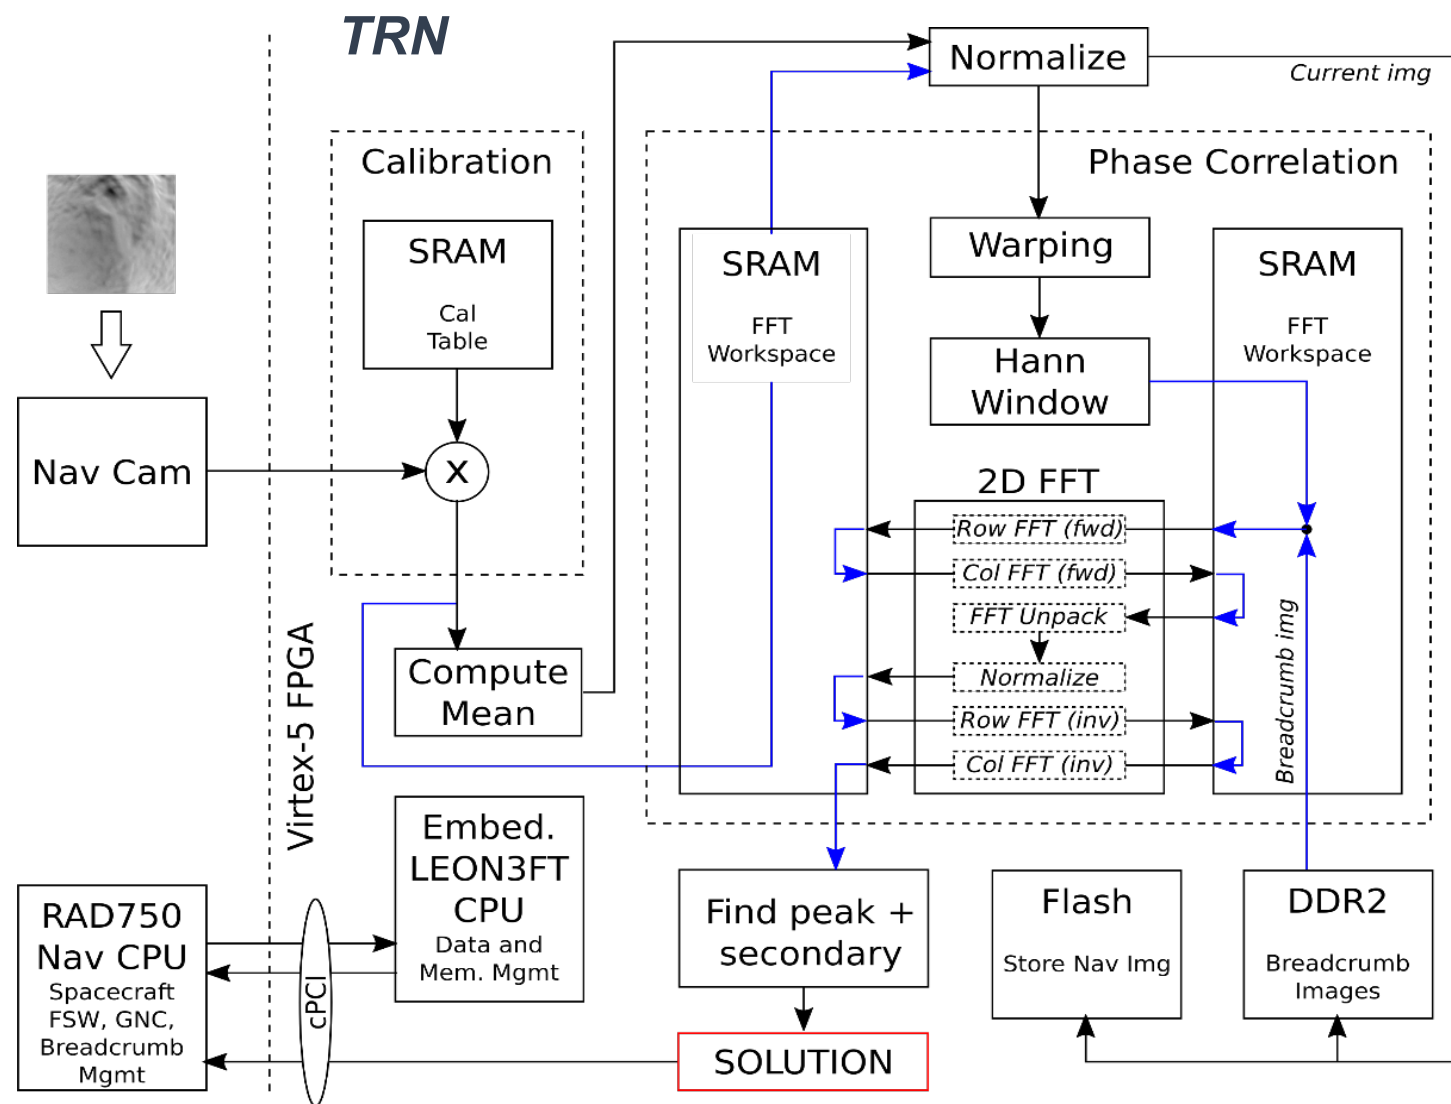 TRN
Normalize
Current img
Calibration
Phase Correlation
SRAM
Cal
Table
SRAM
FFT
Workspace
Warping
SRAM
FFT
Workspace
Hann
Window
Nav Cam
x
2D FFT
Row FFT (fwd)
Col FFT (fwd)
FFT Unpack
Normalize
Row FFT (inv)
Col FFT (inv)
Breadcrumb img
Compute
Mean
Virtex-5 FPGA
Embed.
LEON3FT
CPU
Data and
Mem. Mgmt
RAD750
Nav CPU
Spacecraft
FSW, GNC,
Breadcrumb
Mgmt
cPCI
Find peak +
secondary
Flash
Store Nav Img
DDR2
Breadcrumb
Images
SOLUTION